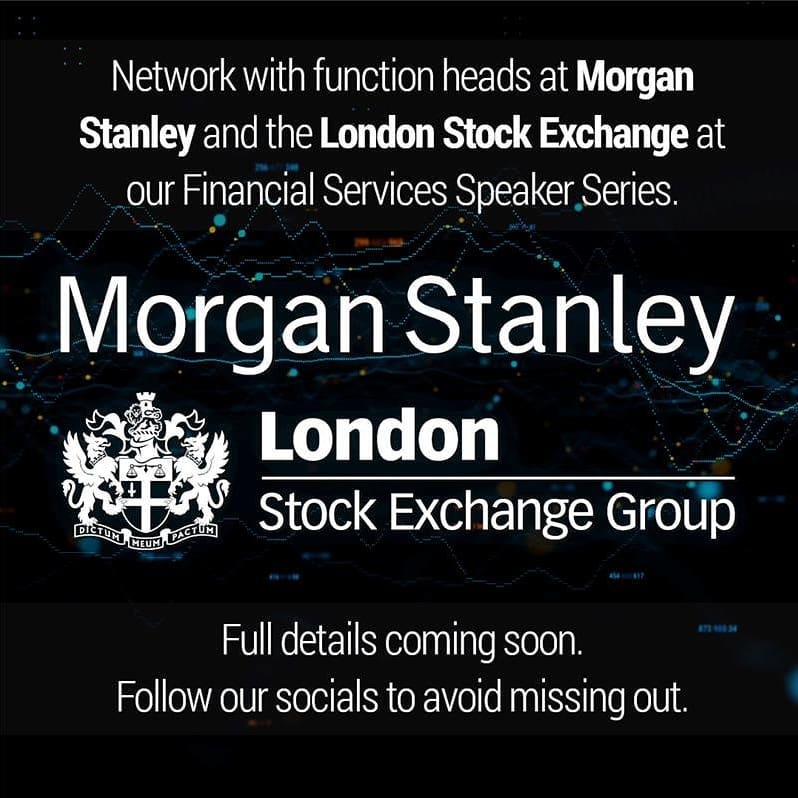 Network with function heads at Morgan
Stanley and the London Stock Exchange at
our Financial Services Speaker Series.
Morgan Stanley
London
Stock Exchange Group
DICTUM MEUM PACTUM
Full details coming soon.
Follow our socials to avoid missing out.